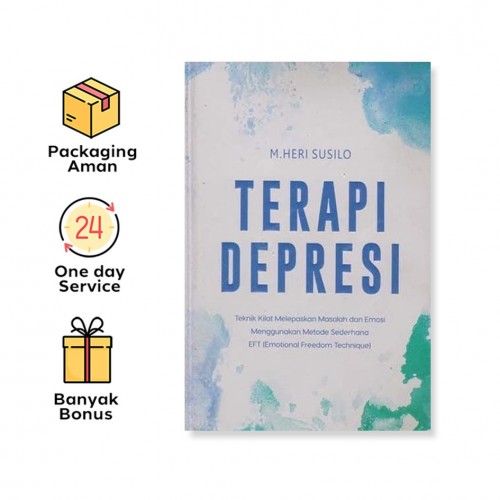 Packaging
Aman
24
One day
Service
Banyak
Bonus
M.HERI SUSILO
TERAPI
DEPRESI
Teknik Kilat Melepaskan Masalah dan Emosi
Menggunakan Metode Sederhana
EFT (Emotional Freedom Technique)